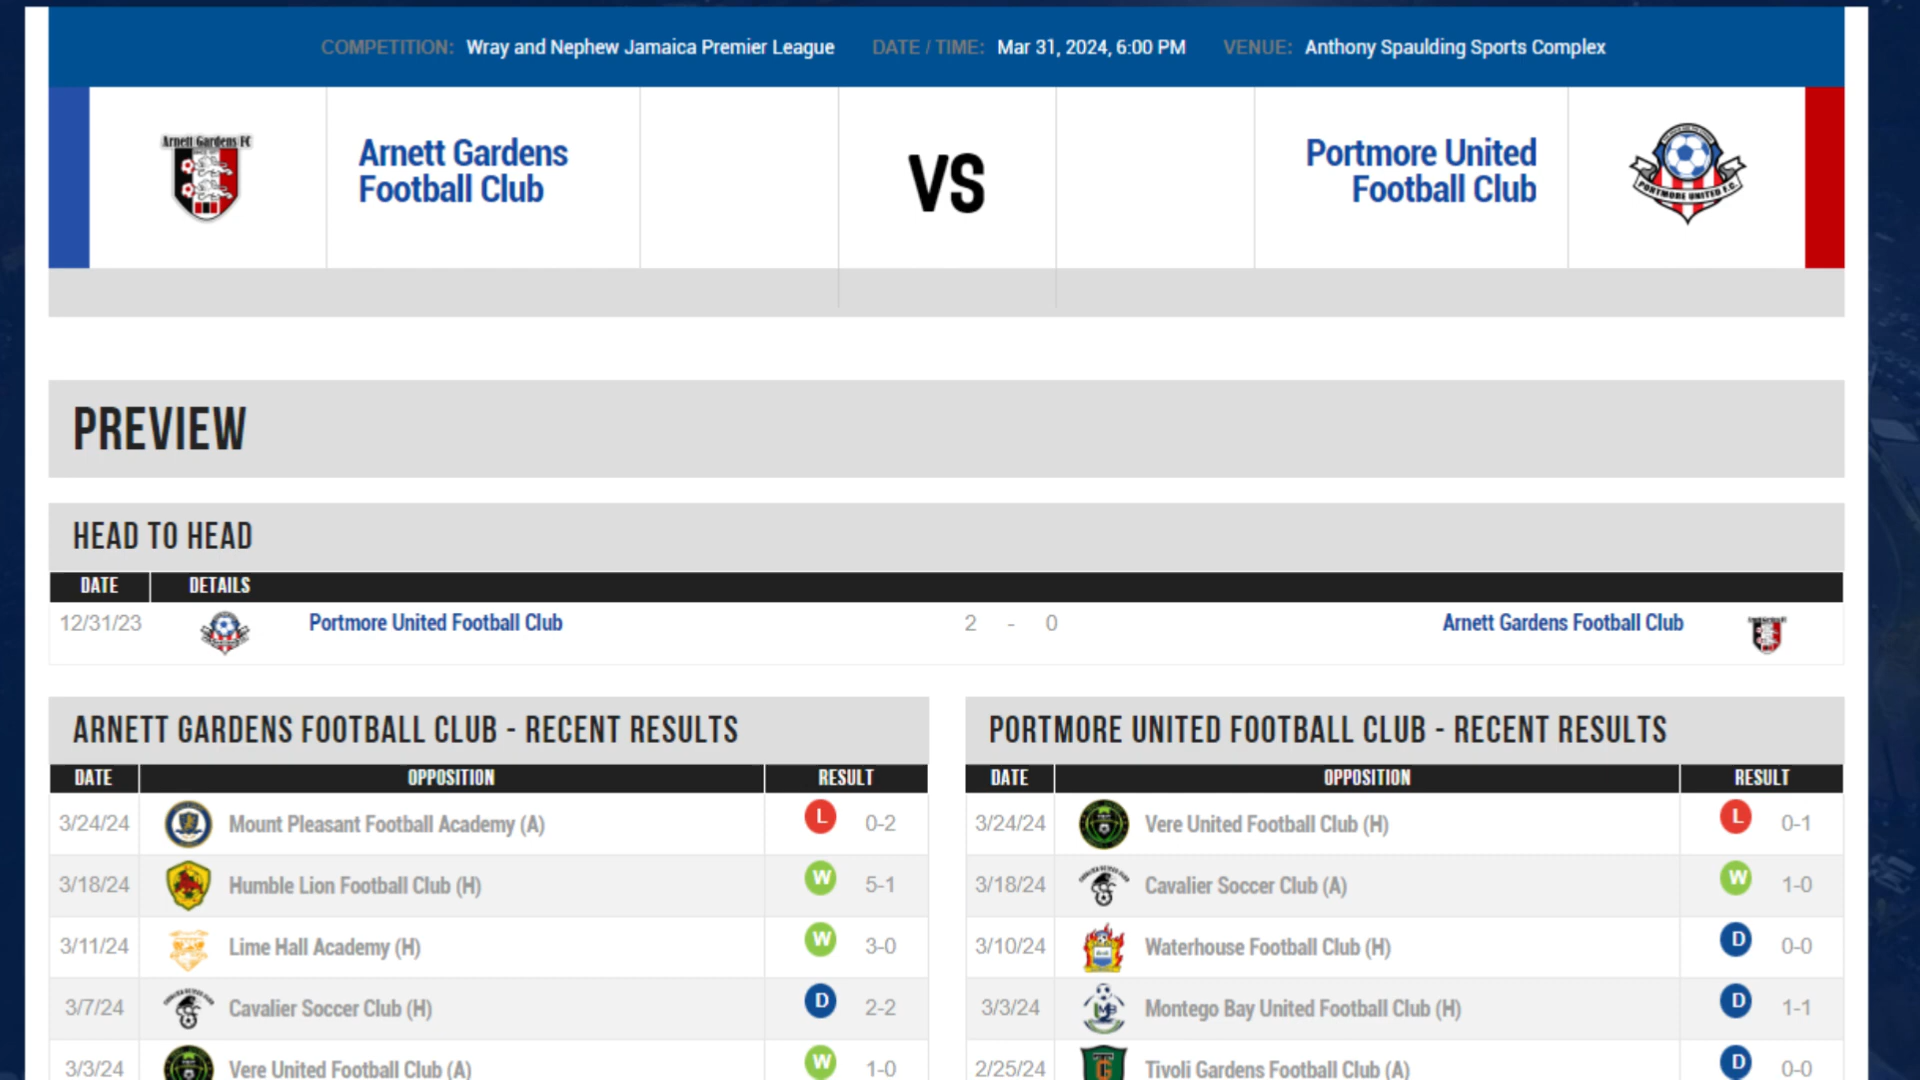 COMPETITION: Wray and Nephew Jamaica Premier League DATE / TIME: Mar 31, 2024, 6:00 PM VENUE: Anthony Spaulding Sports Complex
Arnett Gardens FC
Arnett Gardens
Football Club
VS
Portmore United
Football Club
PORTMORE UNITED F.C.
PREVIEW
HEAD TO HEAD
DATE DETAILS
12/31/23 Portmore United Football Club 2 - 0 Arnett Gardens Football Club
ARNETT GARDENS FOOTBALL CLUB - RECENT RESULTS
DATE OPPOSITION RESULT
3/24/24 Mount Pleasant Football Academy (A) L 0-2
3/18/24 Humble Lion Football Club (H) W 5-1
3/11/24 Lime Hall Academy (H) W 3-0
3/7/24 Cavalier Soccer Club (H) D 2-2
3/3/24 Vere United Football Club (A) W 1-0
PORTMORE UNITED FOOTBALL CLUB - RECENT RESULTS
DATE OPPOSITION RESULT
3/24/24 Vere United Football Club (H) L 0-1
3/18/24 Cavalier Soccer Club (A) W 1-0
3/10/24 Waterhouse Football Club (H) D 0-0
3/3/24 Montego Bay United Football Club (H) D 1-1
2/25/24 Tivoli Gardens Football Club (A) D 0-0